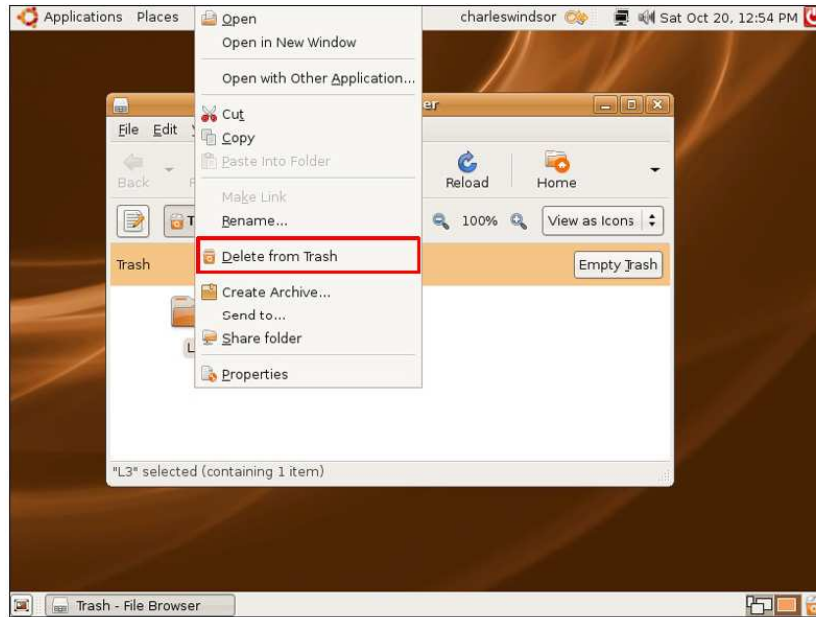 Applications Places charleswindsor Sat Oct 20, 12:54 PM
Open
Open in New Window
Open with Other Application...
er
Cut
File Edit
Copy
Paste Into Folder
Back
Reload Home
Make Link
Rename...
100% View as Icons
Delete from Trash
Trash Empty Trash
Create Archive...
Send to...
Share folder
L
Properties
"L3" selected (containing 1 item)
Trash - File Browser